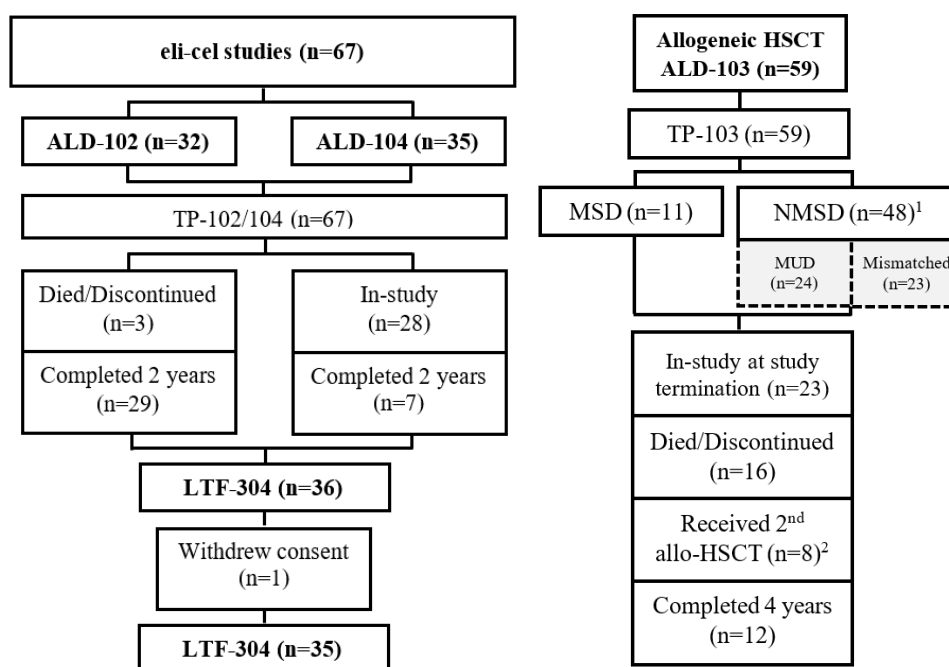 eli-cel studies (n=67)
ALD-102 (n=32)
ALD-104 (n=35)
TP-102/104 (n=67)
Died/Discontinued
(n=3)
In-study
(n=28)
Completed 2 years
(n=29)
Completed 2 years
(n=7)
LTF-304 (n=36)
Withdrew consent
(n=1)
LTF-304 (n=35)
Allogeneic HSCT
ALD-103 (n=59)
TP-103 (n=59)
MSD (n=11)
NMSD (n=48)¹
MUD
(n=24)
Mismatched
(n=23)
In-study at study
termination (n=23)
Died/Discontinued
(n=16)
Received 2ⁿᵈ
allo-HSCT (n=8)²
Completed 4 years
(n=12)